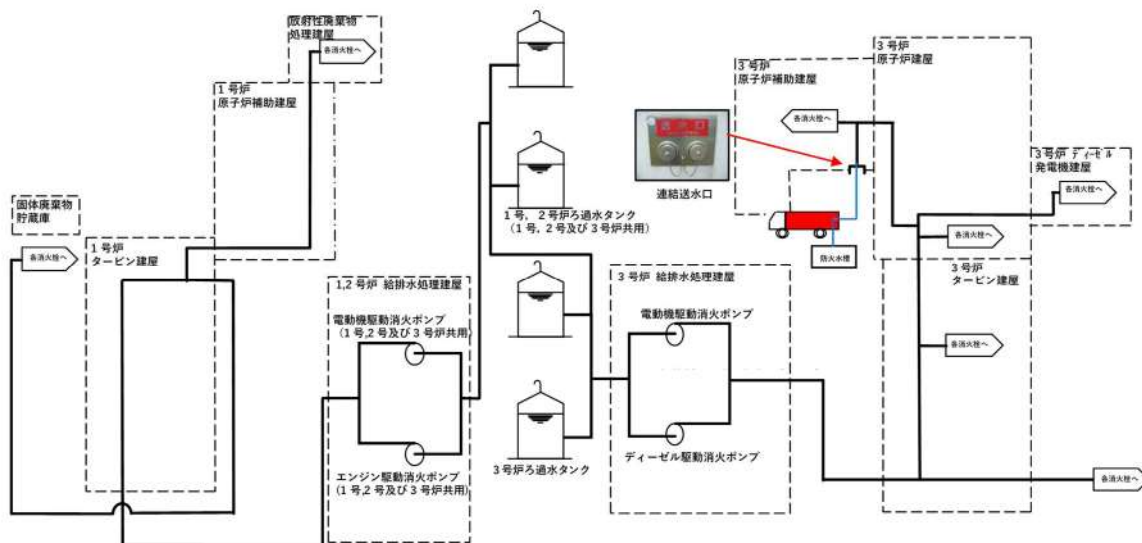 放射性廃棄物
処理建屋
各消火栓へ
1号炉
原子炉補助建屋
固体廃棄物
貯蔵庫
各消火栓へ
1号炉
タービン建屋
1,2号炉 給排水処理建屋
電動機駆動消火ポンプ
(1号,2号及び3号炉共用)
エンジン駆動消火ポンプ
(1号,2号及び3号炉共用)
1号, 2号炉ろ過水タンク
(1号, 2号及び3号炉共用)
3号炉ろ過水タンク
3号炉 給排水処理建屋
電動機駆動消火ポンプ
ディーゼル駆動消火ポンプ
送水口
連結送水口
3号炉
原子炉補助建屋
各消火栓へ
防火水槽
3号炉
原子炉建屋
3号炉 ディーゼル
発電機建屋
各消火栓へ
各消火栓へ
3号炉
タービン建屋
各消火栓へ
各消火栓へ